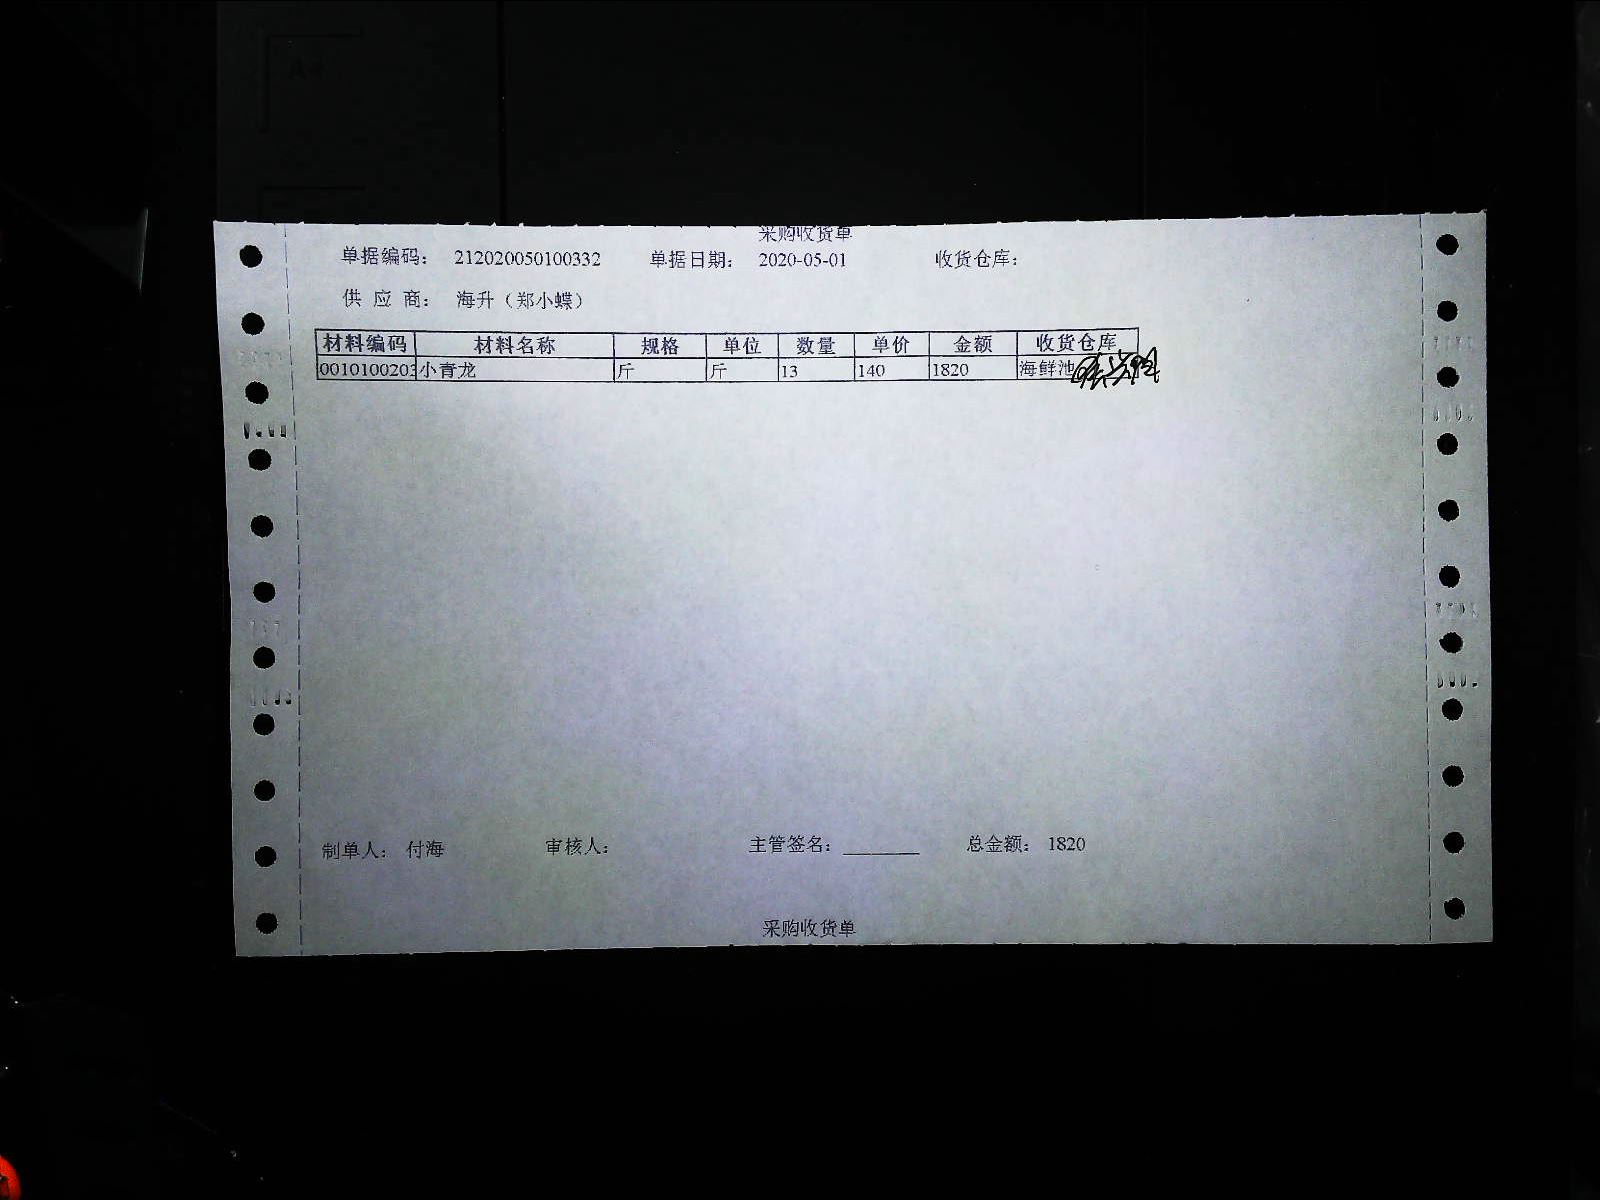 采购收货单
单据编码： 212020050100332 单据日期： 2020-05-01 收货仓库：
供 应 商： 海升（郑小蝶）
材料编码 材料名称 规格 单位 数量 单价 金额 收货仓库
0010100203 小青龙 斤 斤 13 140 1820 海鲜池
制单人： 付海 审核人： 主管签名： ________ 总金额： 1820
采购收货单